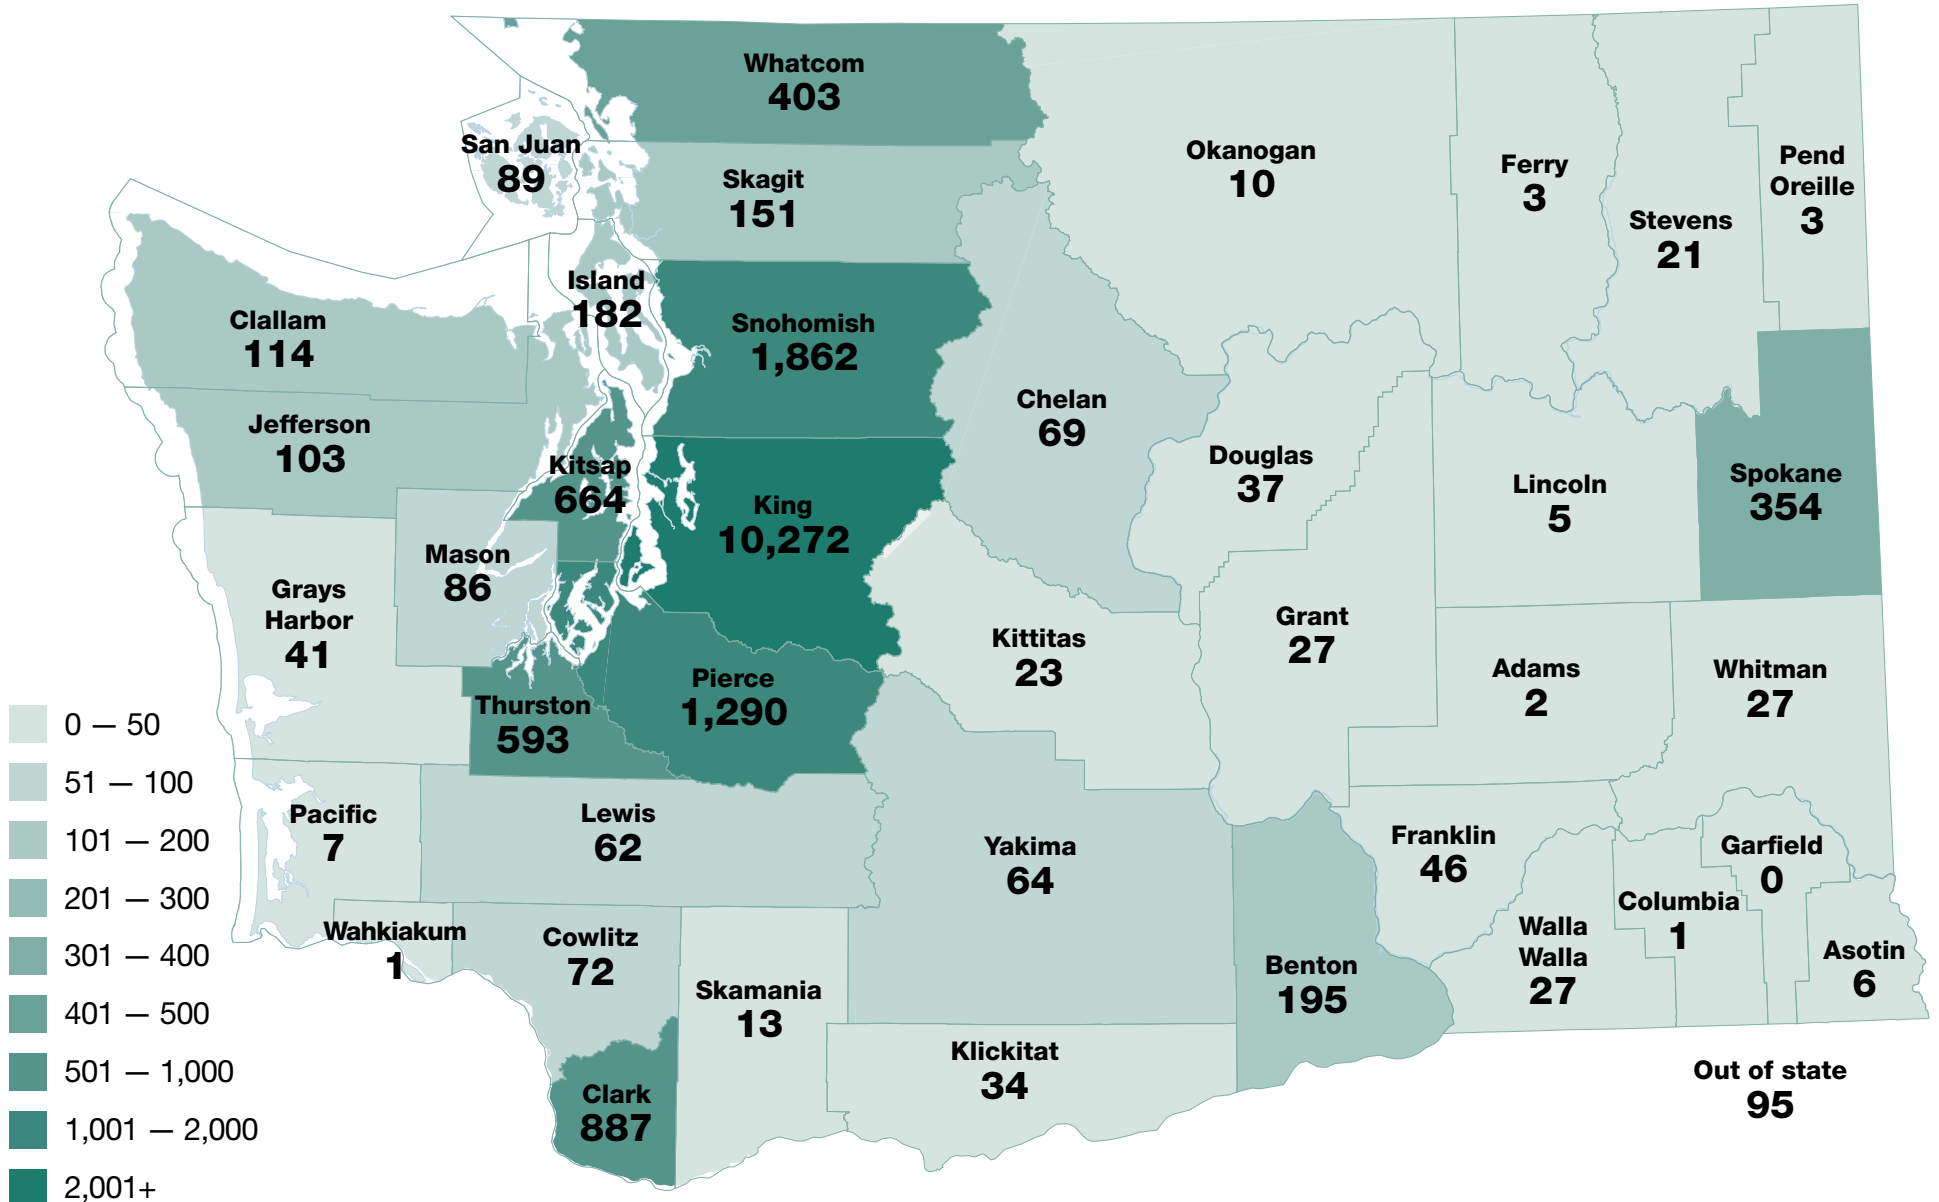 Whatcom
403
San Juan
89
Skagit
151
Okanogan
10
Ferry
3
Stevens
21
Pend
Oreille
3
Island
182
Clallam
114
Snohomish
1,862
Jefferson
103
Chelan
69
Kitsap
664
King
10,272
Douglas
37
Lincoln
5
Spokane
354
Mason
86
Grays
Harbor
41
Kittitas
23
Grant
27
Adams
2
Whitman
27
Thurston
593
Pierce
1,290
Pacific
7
Lewis
62
Yakima
64
Franklin
46
Garfield
0
Wahkiakum
1
Cowlitz
72
Skamania
13
Benton
195
Walla
Walla
27
Columbia
1
Asotin
6
Clark
887
Klickitat
34
Out of state
95
0 — 50
51 — 100
101 — 200
201 — 300
301 — 400
401 — 500
501 — 1,000
1,001 — 2,000
2,001+